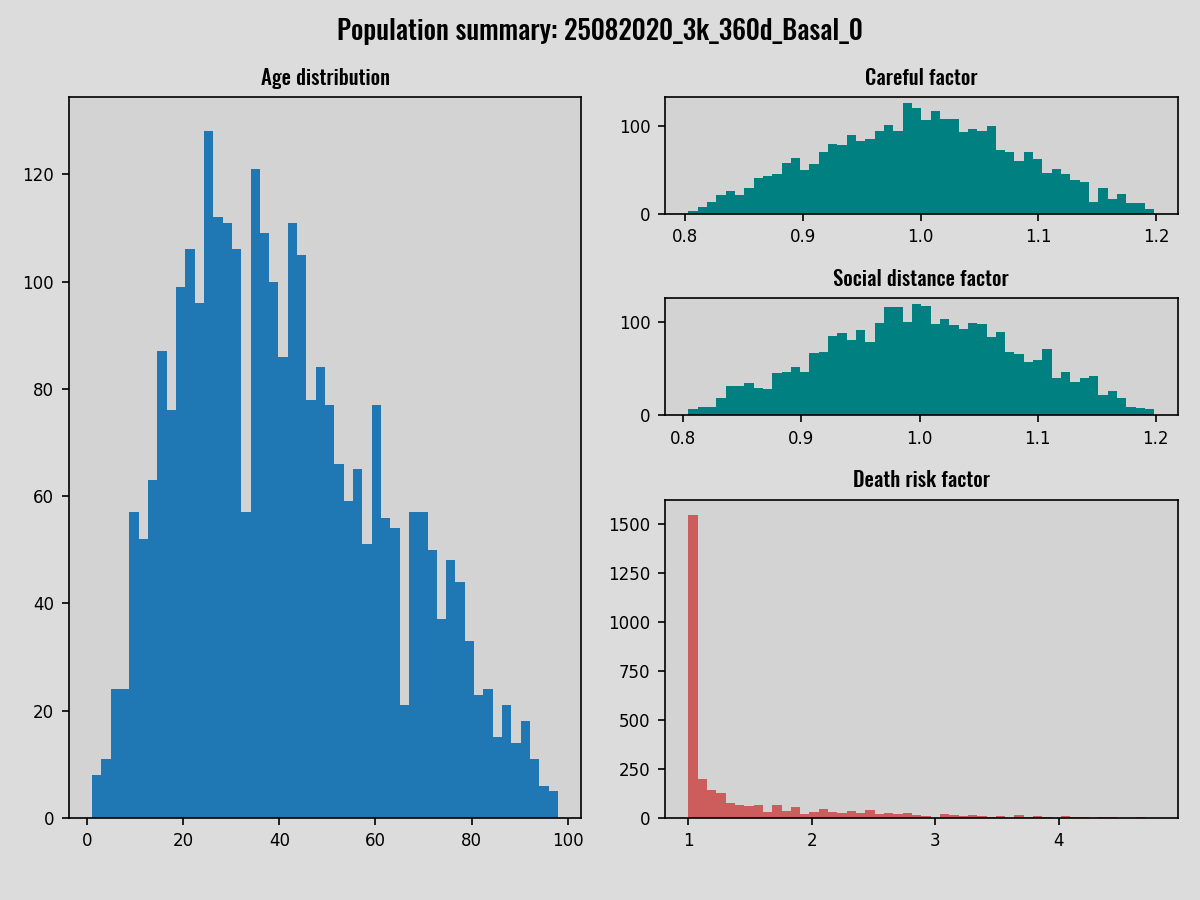 Population summary: 25082020_3k_360d_Basal_0
Age distribution
120
100
80
60
40
20
0
0 20 40 60 80 100
Careful factor
100
0
0.8 0.9 1.0 1.1 1.2
Social distance factor
100
0
0.8 0.9 1.0 1.1 1.2
Death risk factor
1500
1250
1000
750
500
250
0
1 2 3 4